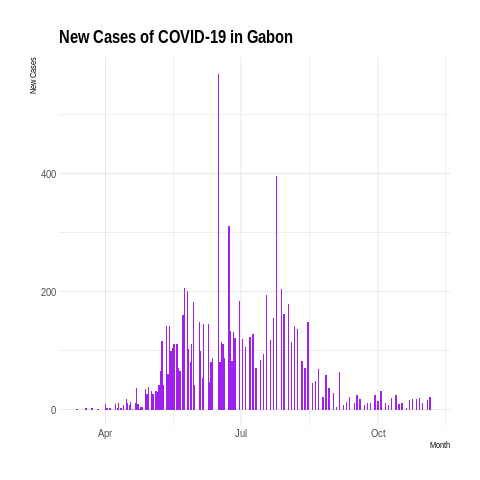 New Cases of COVID-19 in Gabon
New Cases
400
200
0
Apr
Jul
Oct
Month